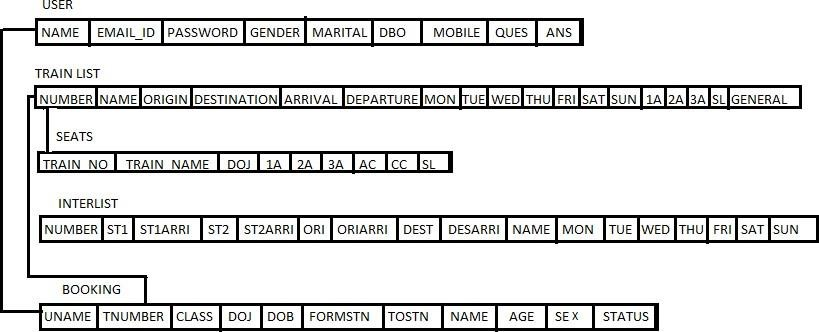 USER
NAME EMAIL_ID PASSWORD GENDER MARITAL DBO MOBILE QUES ANS
TRAIN LIST
NUMBER NAME ORIGIN DESTINATION ARRIVAL DEPARTURE MON TUE WED THU FRI SAT SUN 1A 2A 3A SL GENERAL
SEATS
TRAIN_NO TRAIN_NAME DOJ 1A 2A 3A AC CC SL
INTERLIST
NUMBER ST1 ST1ARRI ST2 ST2ARRI ORI ORIARRI DEST DESARRI NAME MON TUE WED THU FRI SAT SUN
BOOKING
UNAME TNUMBER CLASS DOJ DOB FORMSTN TOSTN NAME AGE SEX STATUS